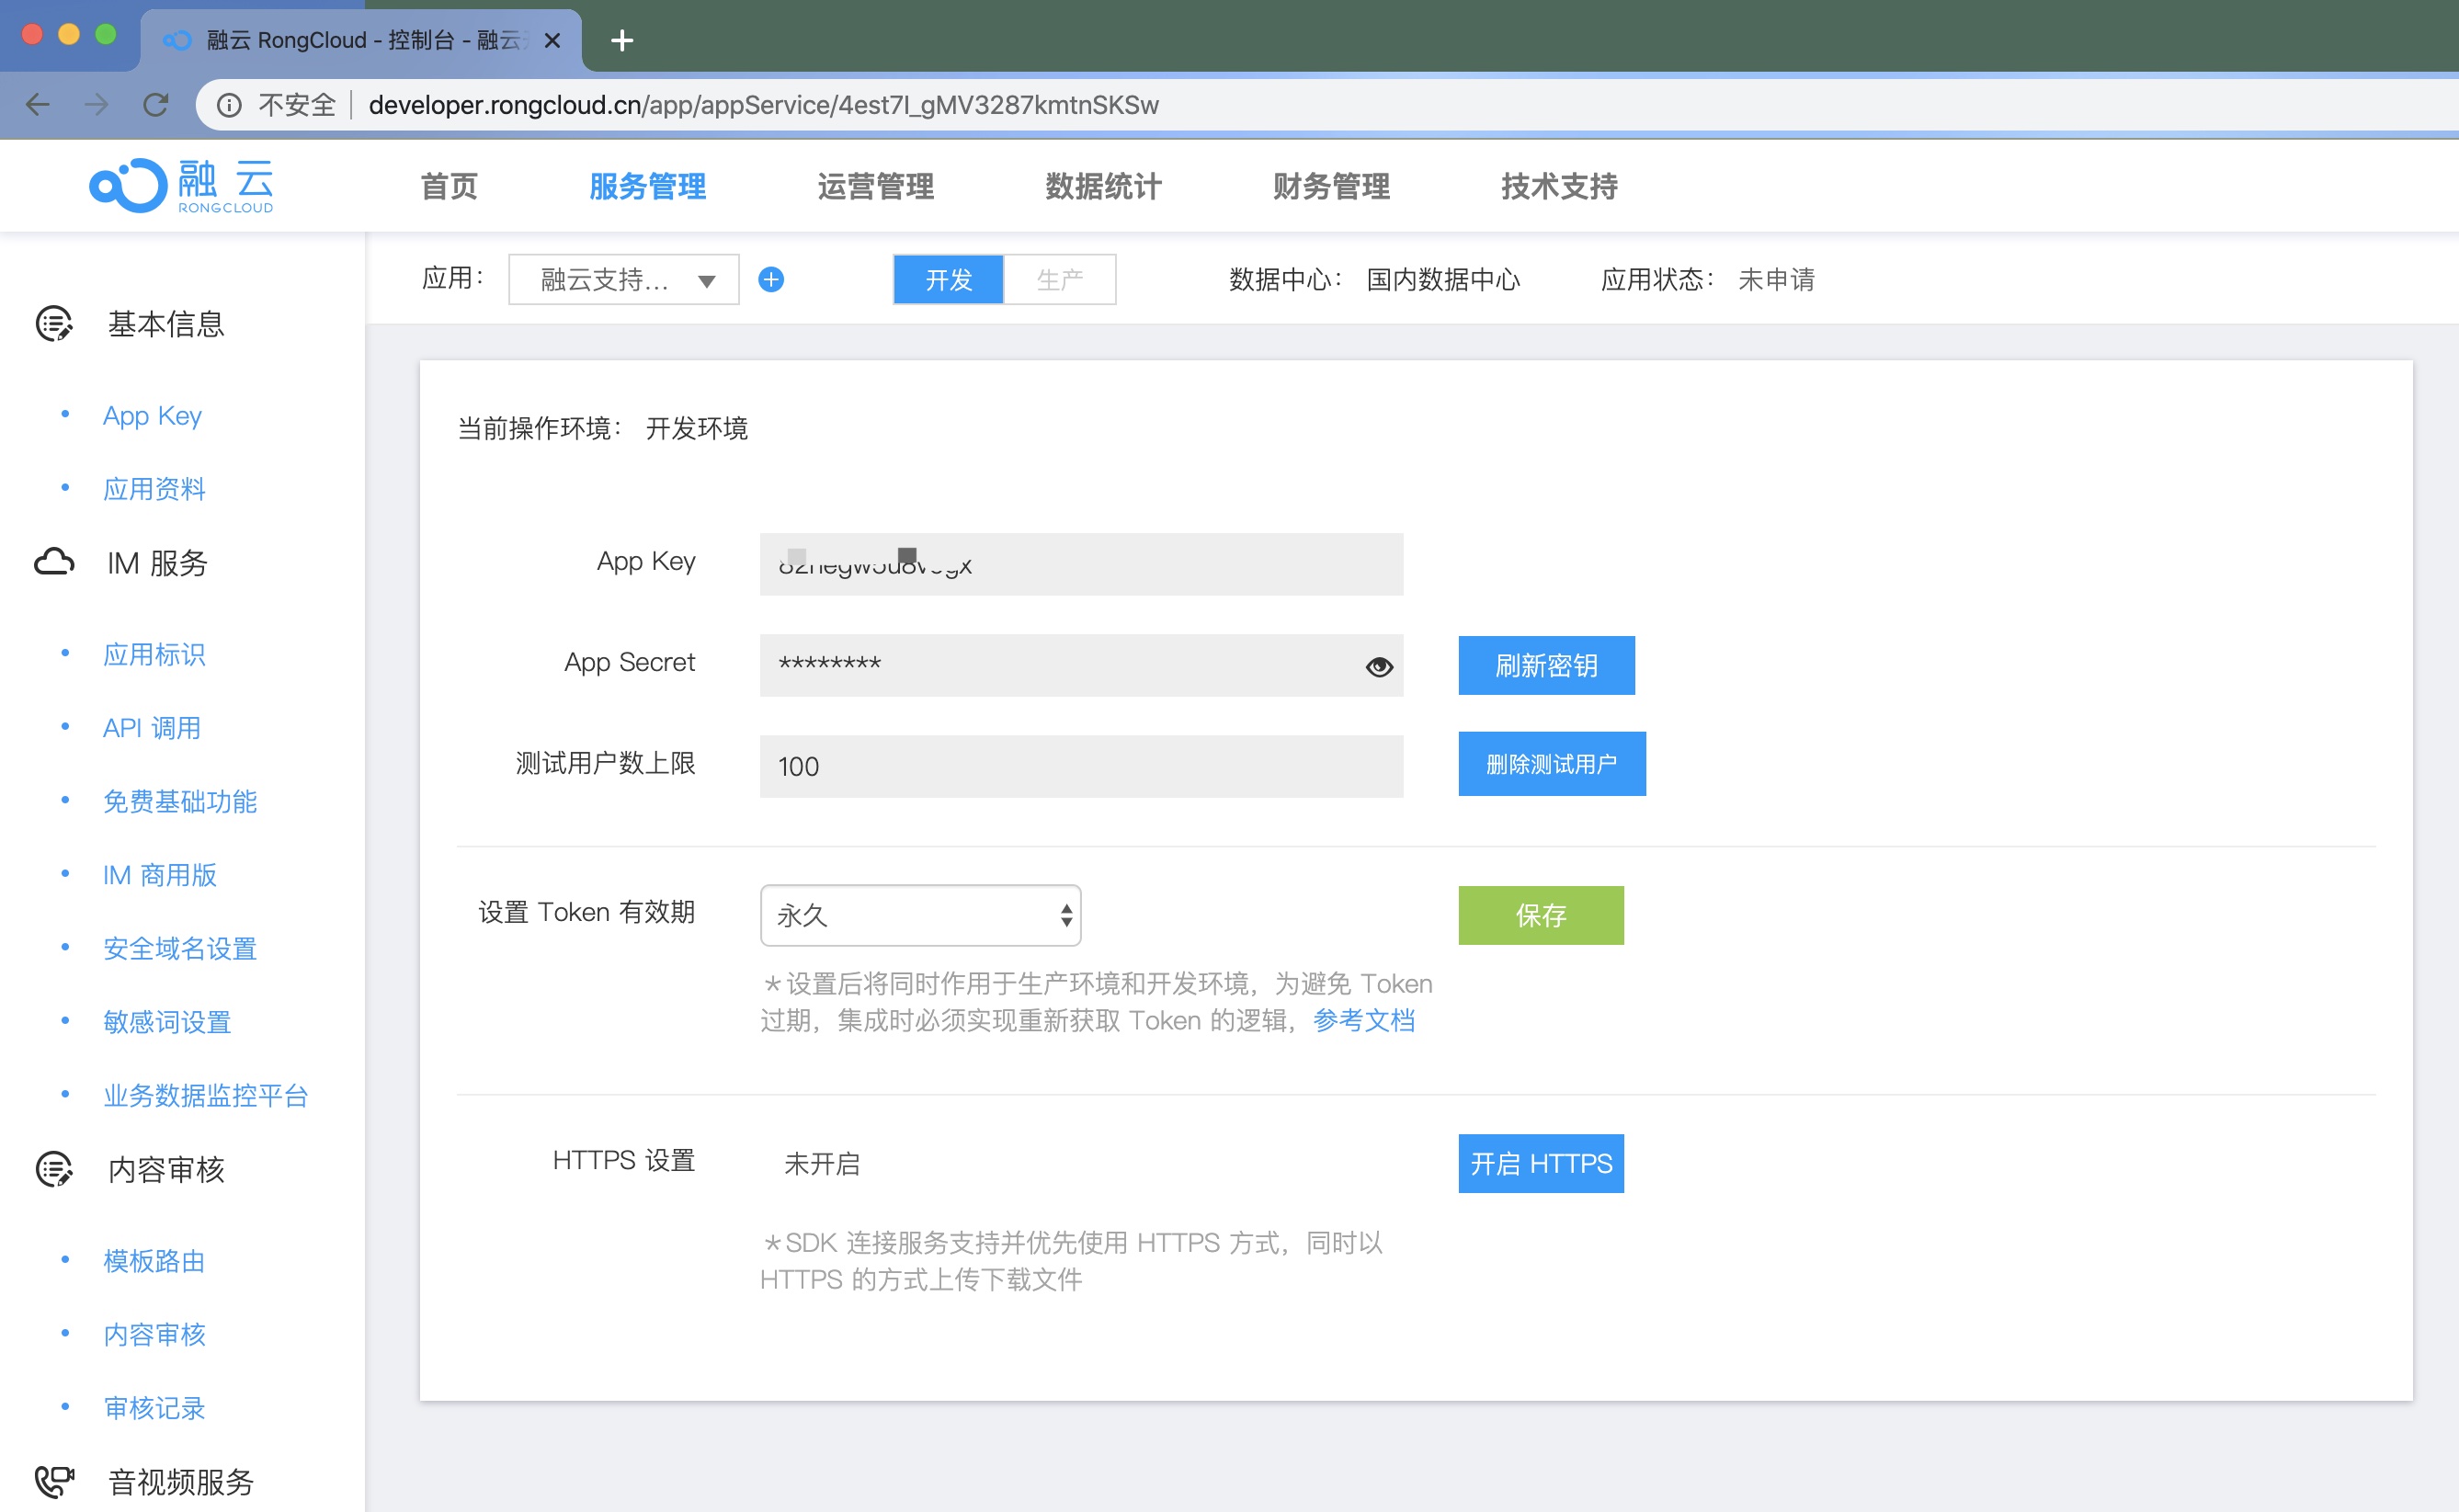 融云 RongCloud - 控制台 - 融云
不安全 developer.rongcloud.cn/app/appService/4est7l_gMV3287kmtnSKSw
融云
RONGCLOUD
首页 服务管理 运营管理 数据统计 财务管理 技术支持
应用： 融云支持... 开发 生产 数据中心： 国内数据中心 应用状态： 未申请
基本信息
App Key
应用资料
IM 服务
应用标识
API 调用
免费基础功能
IM 商用版
安全域名设置
敏感词设置
业务数据监控平台
内容审核
模板路由
内容审核
审核记录
音视频服务
当前操作环境： 开发环境
App Key
App Secret ******** 刷新密钥
测试用户数上限 100 删除测试用户
设置 Token 有效期 永久 保存
＊设置后将同时作用于生产环境和开发环境，为避免 Token
过期，集成时必须实现重新获取 Token 的逻辑，参考文档
HTTPS 设置 未开启 开启 HTTPS
＊SDK 连接服务支持并优先使用 HTTPS 方式，同时以
HTTPS 的方式上传下载文件